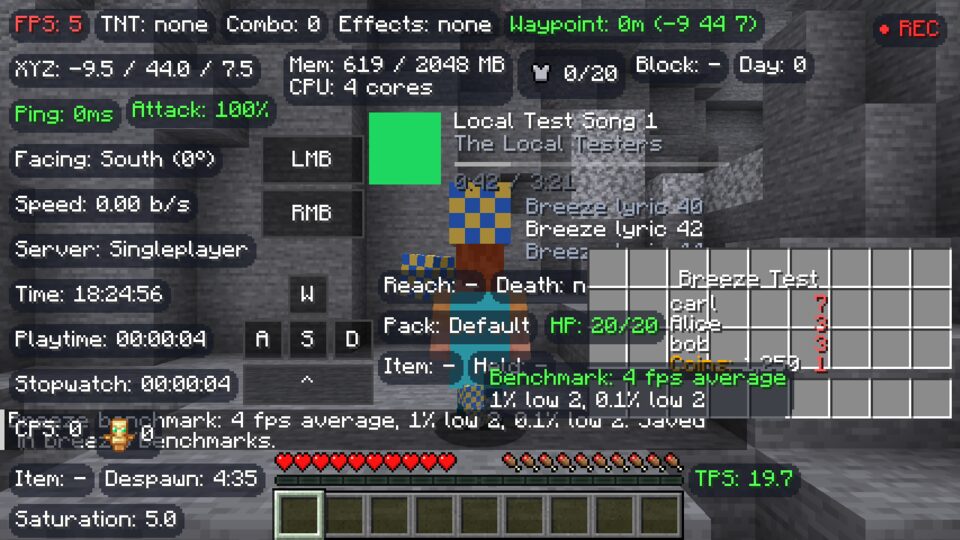 FPS: 5
TNT: none
Combo: 0
Effects: none
Waypoint: 0m (-9 44 7)
REC
XYZ: -9.5 / 44.0 / 7.5
Mem: 619 / 2048 MB
CPU: 4 cores
0/20
Block: -
Day: 0
Ping: 0ms
Attack: 100%
Local Test Song 1
The Local Testers
0:42 / 3:21
Facing: South (0°)
LMB
RMB
Speed: 0.00 b/s
Breeze lyric 40
Breeze lyric 42
Breeze
Server: Singleplayer
Reach: -
Death:
Breeze Test
Time: 18:24:56
W
carl 7
Alice 3
bob 3
Coins: 1,250 1
Pack: Default
HP: 20/20
Playtime: 00:00:04
A
S
D
Item: -
Held: -
Stopwatch: 00:00:04
^
Benchmark: 4 fps average
1% low 2, 0.1% low 2
Breeze benchmark: 4 fps average, 1% low 2, 0.1% low 2. Saved
in breeze benchmarks.
CPS: 0
0
Item: -
Despawn: 4:35
TPS: 19.7
Saturation: 5.0